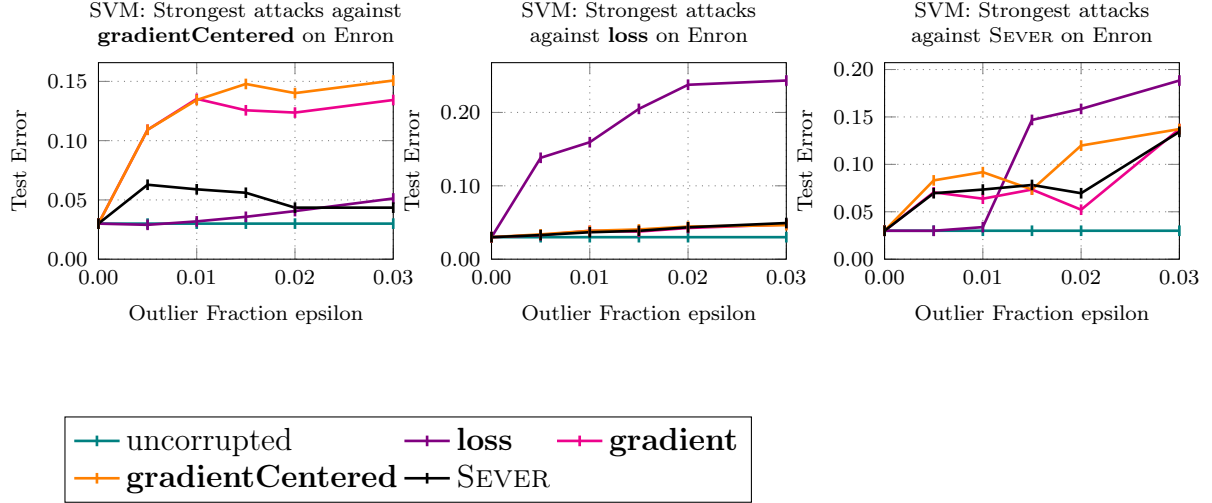 SVM: Strongest attacks against
gradientCentered on Enron
0.15
0.10
0.05
0.00
Test Error
0.00
0.01
0.02
0.03
Outlier Fraction epsilon
SVM: Strongest attacks
against loss on Enron
0.20
0.10
0.00
Test Error
0.00
0.01
0.02
0.03
Outlier Fraction epsilon
SVM: Strongest attacks
against SEVER on Enron
0.20
0.15
0.10
0.05
0.00
Test Error
0.00
0.01
0.02
0.03
Outlier Fraction epsilon
uncorrupted
loss
gradient
gradientCentered
SEVER